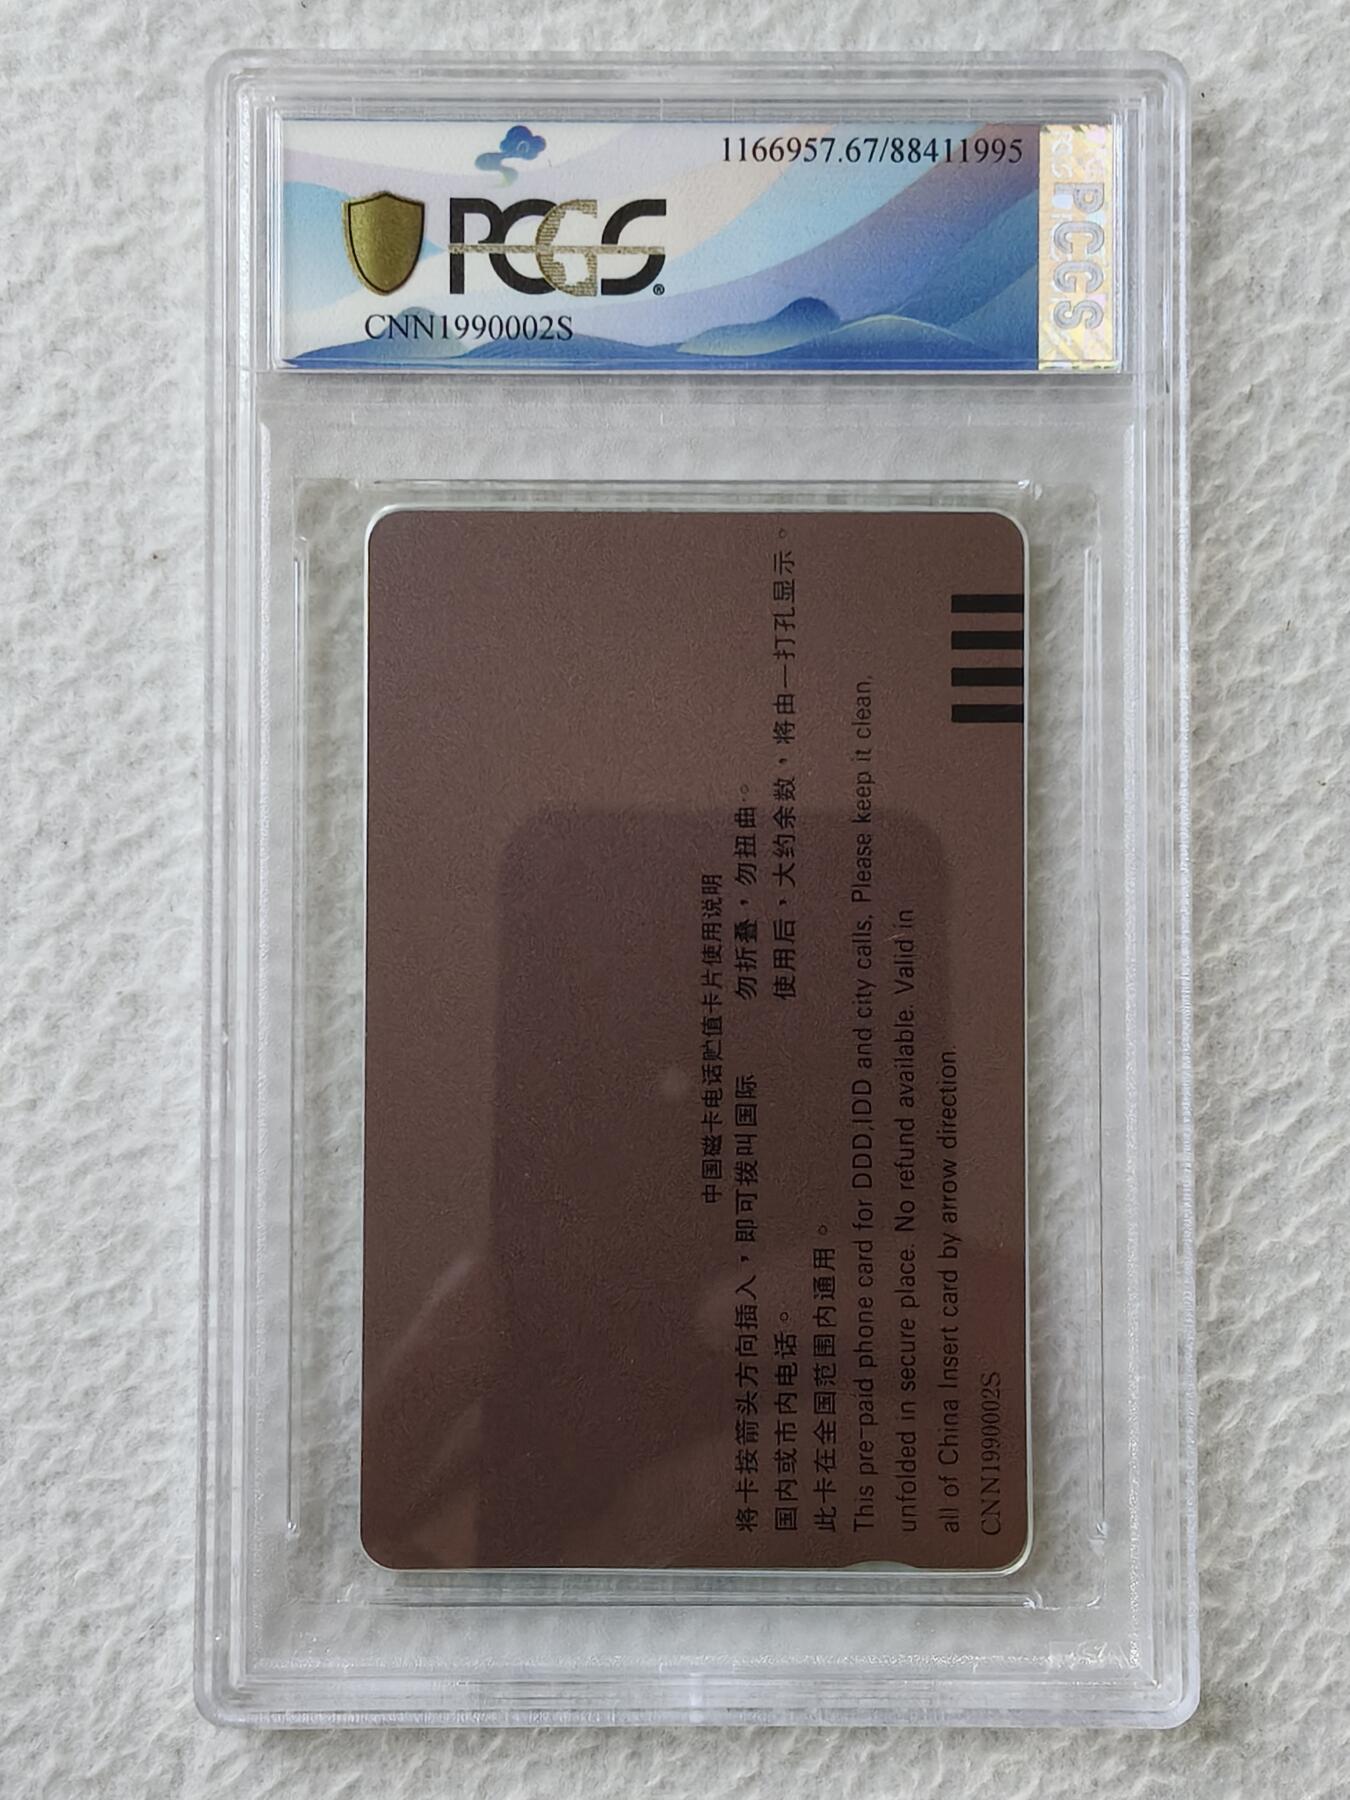 1166957.67/88411995
PCGS
PCGS
CNN1990002S
中国磁卡电话贮值卡片使用说明
将卡按箭头方向插入，即可拨叫国际 勿折叠，勿扭曲。
国内或市内电话。 使用后，大约余数，将由一打孔显示。
此卡在全国范围内通用。
This pre-paid phone card for DDD,IDD and city calls, Please keep it clean,
unfolded in secure place. No refund available. Valid in
all of China Insert card by arrow direction.
CNN1990002S